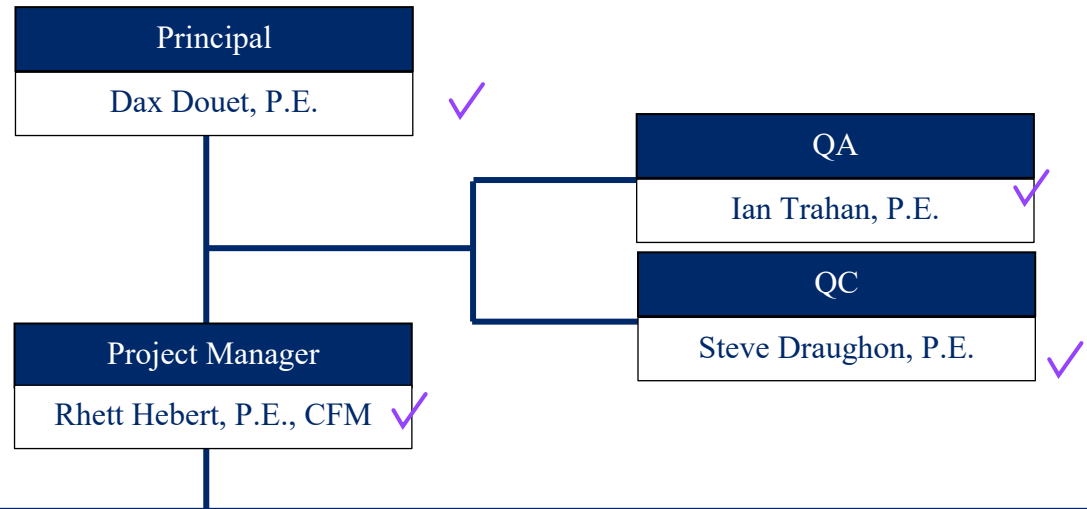 Principal
Dax Douet, P.E.
QA
Ian Trahan, P.E.
QC
Steve Draughon, P.E.
Project Manager
Rhett Hebert, P.E., CFM